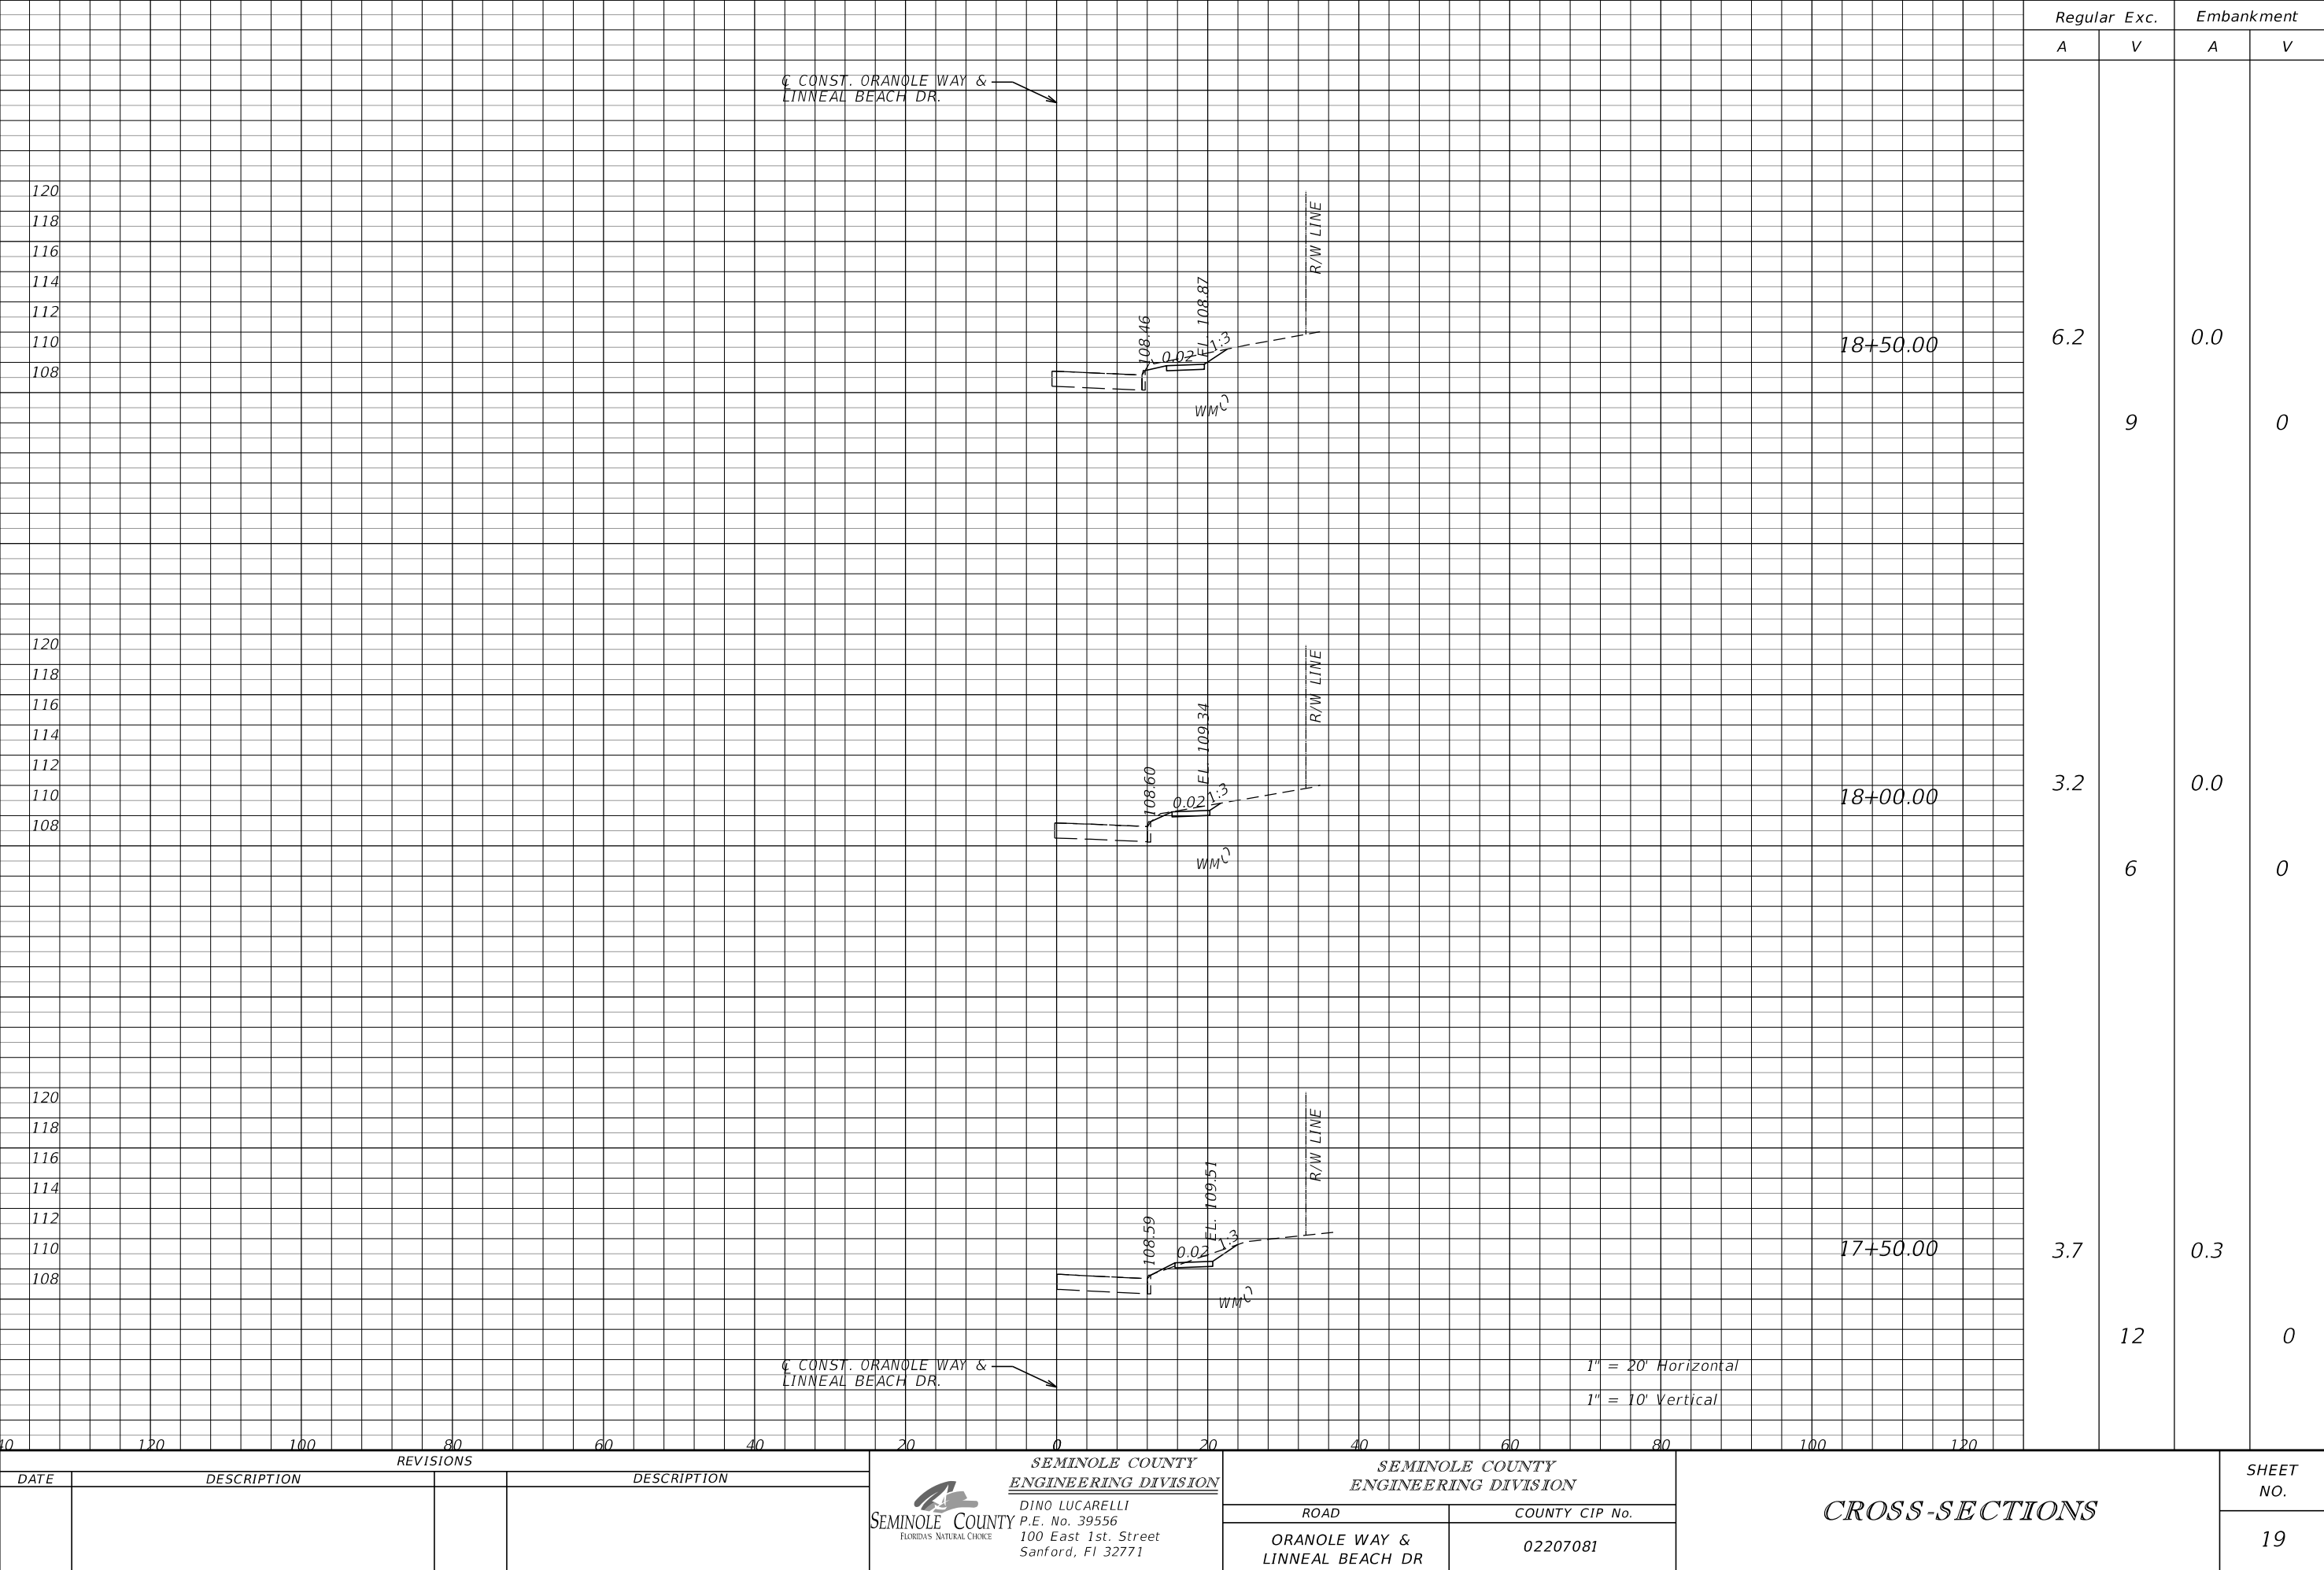 Regular Exc. Embankment
A V A V
℄ CONST. ORANOLE WAY &
LINNEAL BEACH DR.
120
118
116
114
112
110
108
108.46
0.02
EL. 108.87
1:3
R/W LINE
WM
18+50.00
6.2 0.0
9 0
120
118
116
114
112
110
108
108.60
0.02
EL. 109.34
1:3
R/W LINE
WM
18+00.00
3.2 0.0
6 0
120
118
116
114
112
110
108
108.59
0.02
EL. 109.51
1:3
R/W LINE
WM
17+50.00
3.7 0.3
12 0
℄ CONST. ORANOLE WAY &
LINNEAL BEACH DR.
1" = 20' Horizontal
1" = 10' Vertical
40 120 100 80 60 40 20 0 20 40 60 80 100 120
REVISIONS
DATE DESCRIPTION DESCRIPTION
SEMINOLE COUNTY
FLORIDA'S NATURAL CHOICE
SEMINOLE COUNTY
ENGINEERING DIVISION
DINO LUCARELLI
P.E. No. 39556
100 East 1st. Street
Sanford, Fl 32771
SEMINOLE COUNTY
ENGINEERING DIVISION
ROAD COUNTY CIP No.
ORANOLE WAY &
LINNEAL BEACH DR
02207081
CROSS-SECTIONS
SHEET
NO.
19